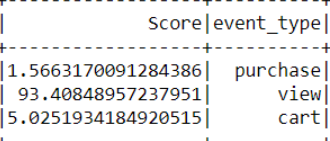 | Score|event_type|
|1.5663170091284386| purchase|
| 93.40848957237951| view|
|5.0251934184920515| cart|